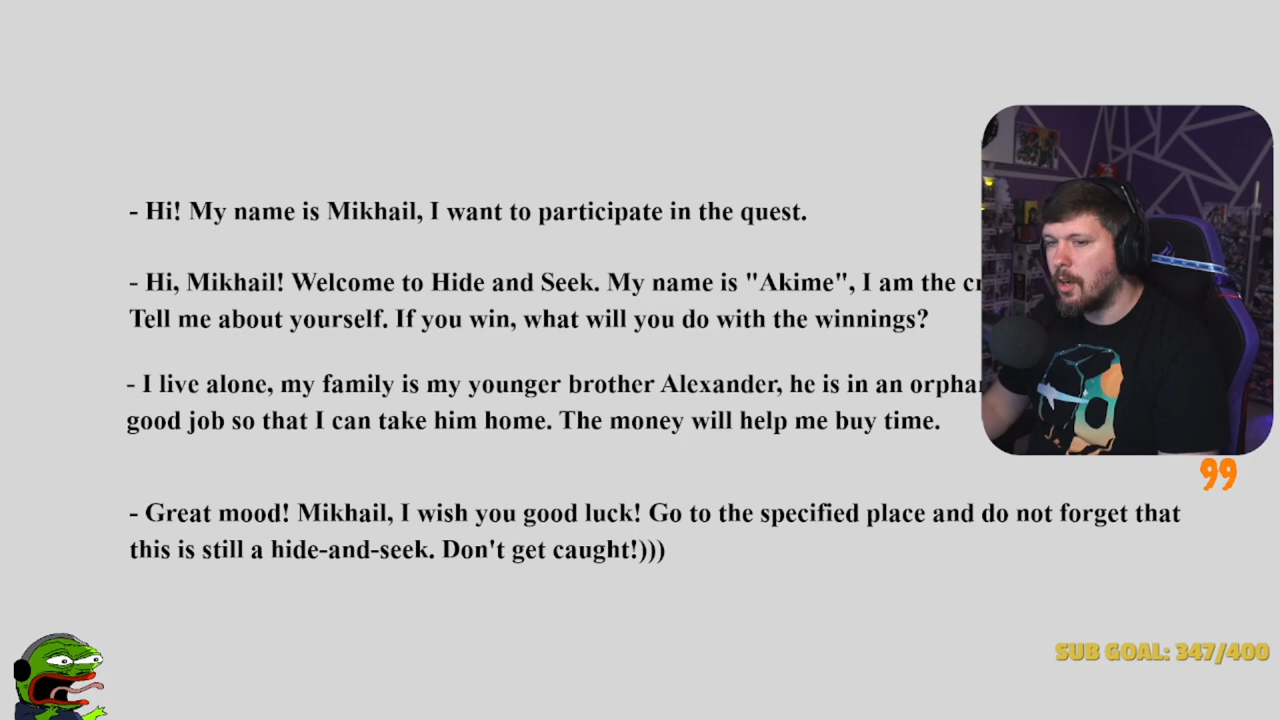 - Hi! My name is Mikhail, I want to participate in the quest.
- Hi, Mikhail! Welcome to Hide and Seek. My name is "Akime", I am the
Tell me about yourself. If you win, what will you do with the winnings?
- I live alone, my family is my younger brother Alexander, he is in an
good job so that I can take him home. The money will help me buy time.
99
- Great mood! Mikhail, I wish you good luck! Go to the specified place and do not forget that
this is still a hide-and-seek. Don't get caught!)))
SUB GOAL: 347/400